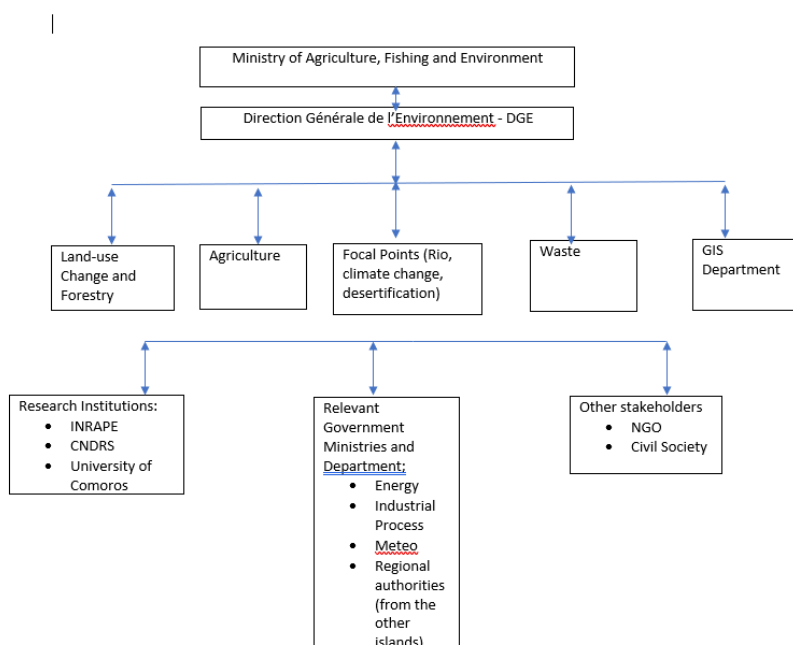 Ministry of Agriculture, Fishing and Environment
Direction Générale de l'Environnement - DGE
Land-use
Change and
Forestry
Agriculture
Focal Points (Rio,
climate change,
desertification)
Waste
GIS
Department
Research Institutions:
• INRAPE
• CNDRS
• University of
Comoros
Relevant
Government
Ministries and
Department;
• Energy
• Industrial
Process
• Meteo
• Regional
authorities
(from the
other
islands)
Other stakeholders
• NGO
• Civil Society